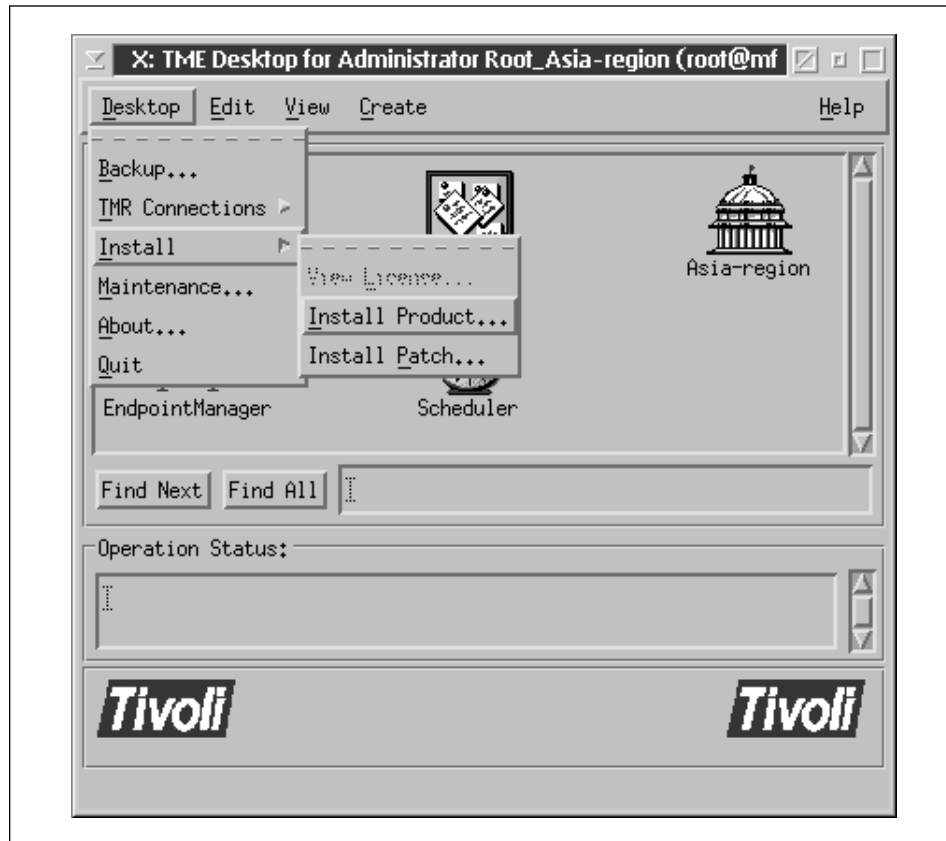 X: TME Desktop for Administrator Root_Asia-region (root@mf
Desktop Edit View Create Help
Backup...
TMR Connections
Install
Maintenance...
About...
Quit
View License...
Install Product...
Install Patch...
Asia-region
EndpointManager
Scheduler
Find Next Find All
Operation Status:
Tivoli Tivoli